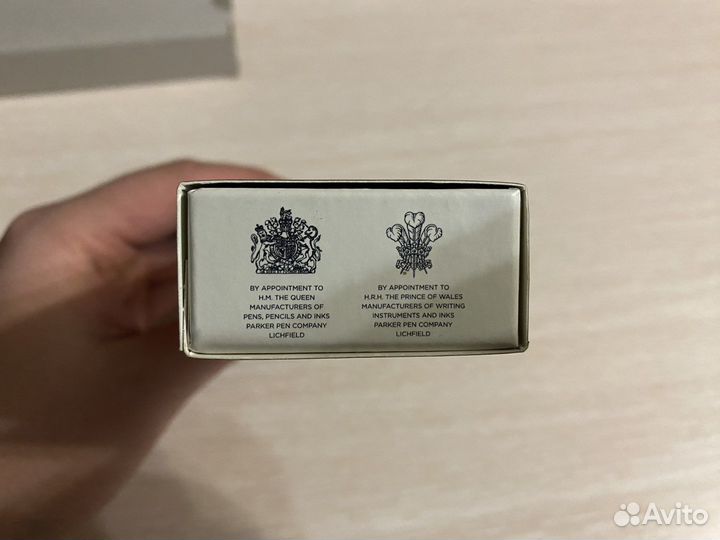 BY APPOINTMENT TO
H.M. THE QUEEN
MANUFACTURERS OF
PENS, PENCILS AND INKS
PARKER PEN COMPANY
LICHFIELD
BY APPOINTMENT TO
H.R.H. THE PRINCE OF WALES
MANUFACTURERS OF WRITING
INSTRUMENTS AND INKS
PARKER PEN COMPANY
LICHFIELD
Avito